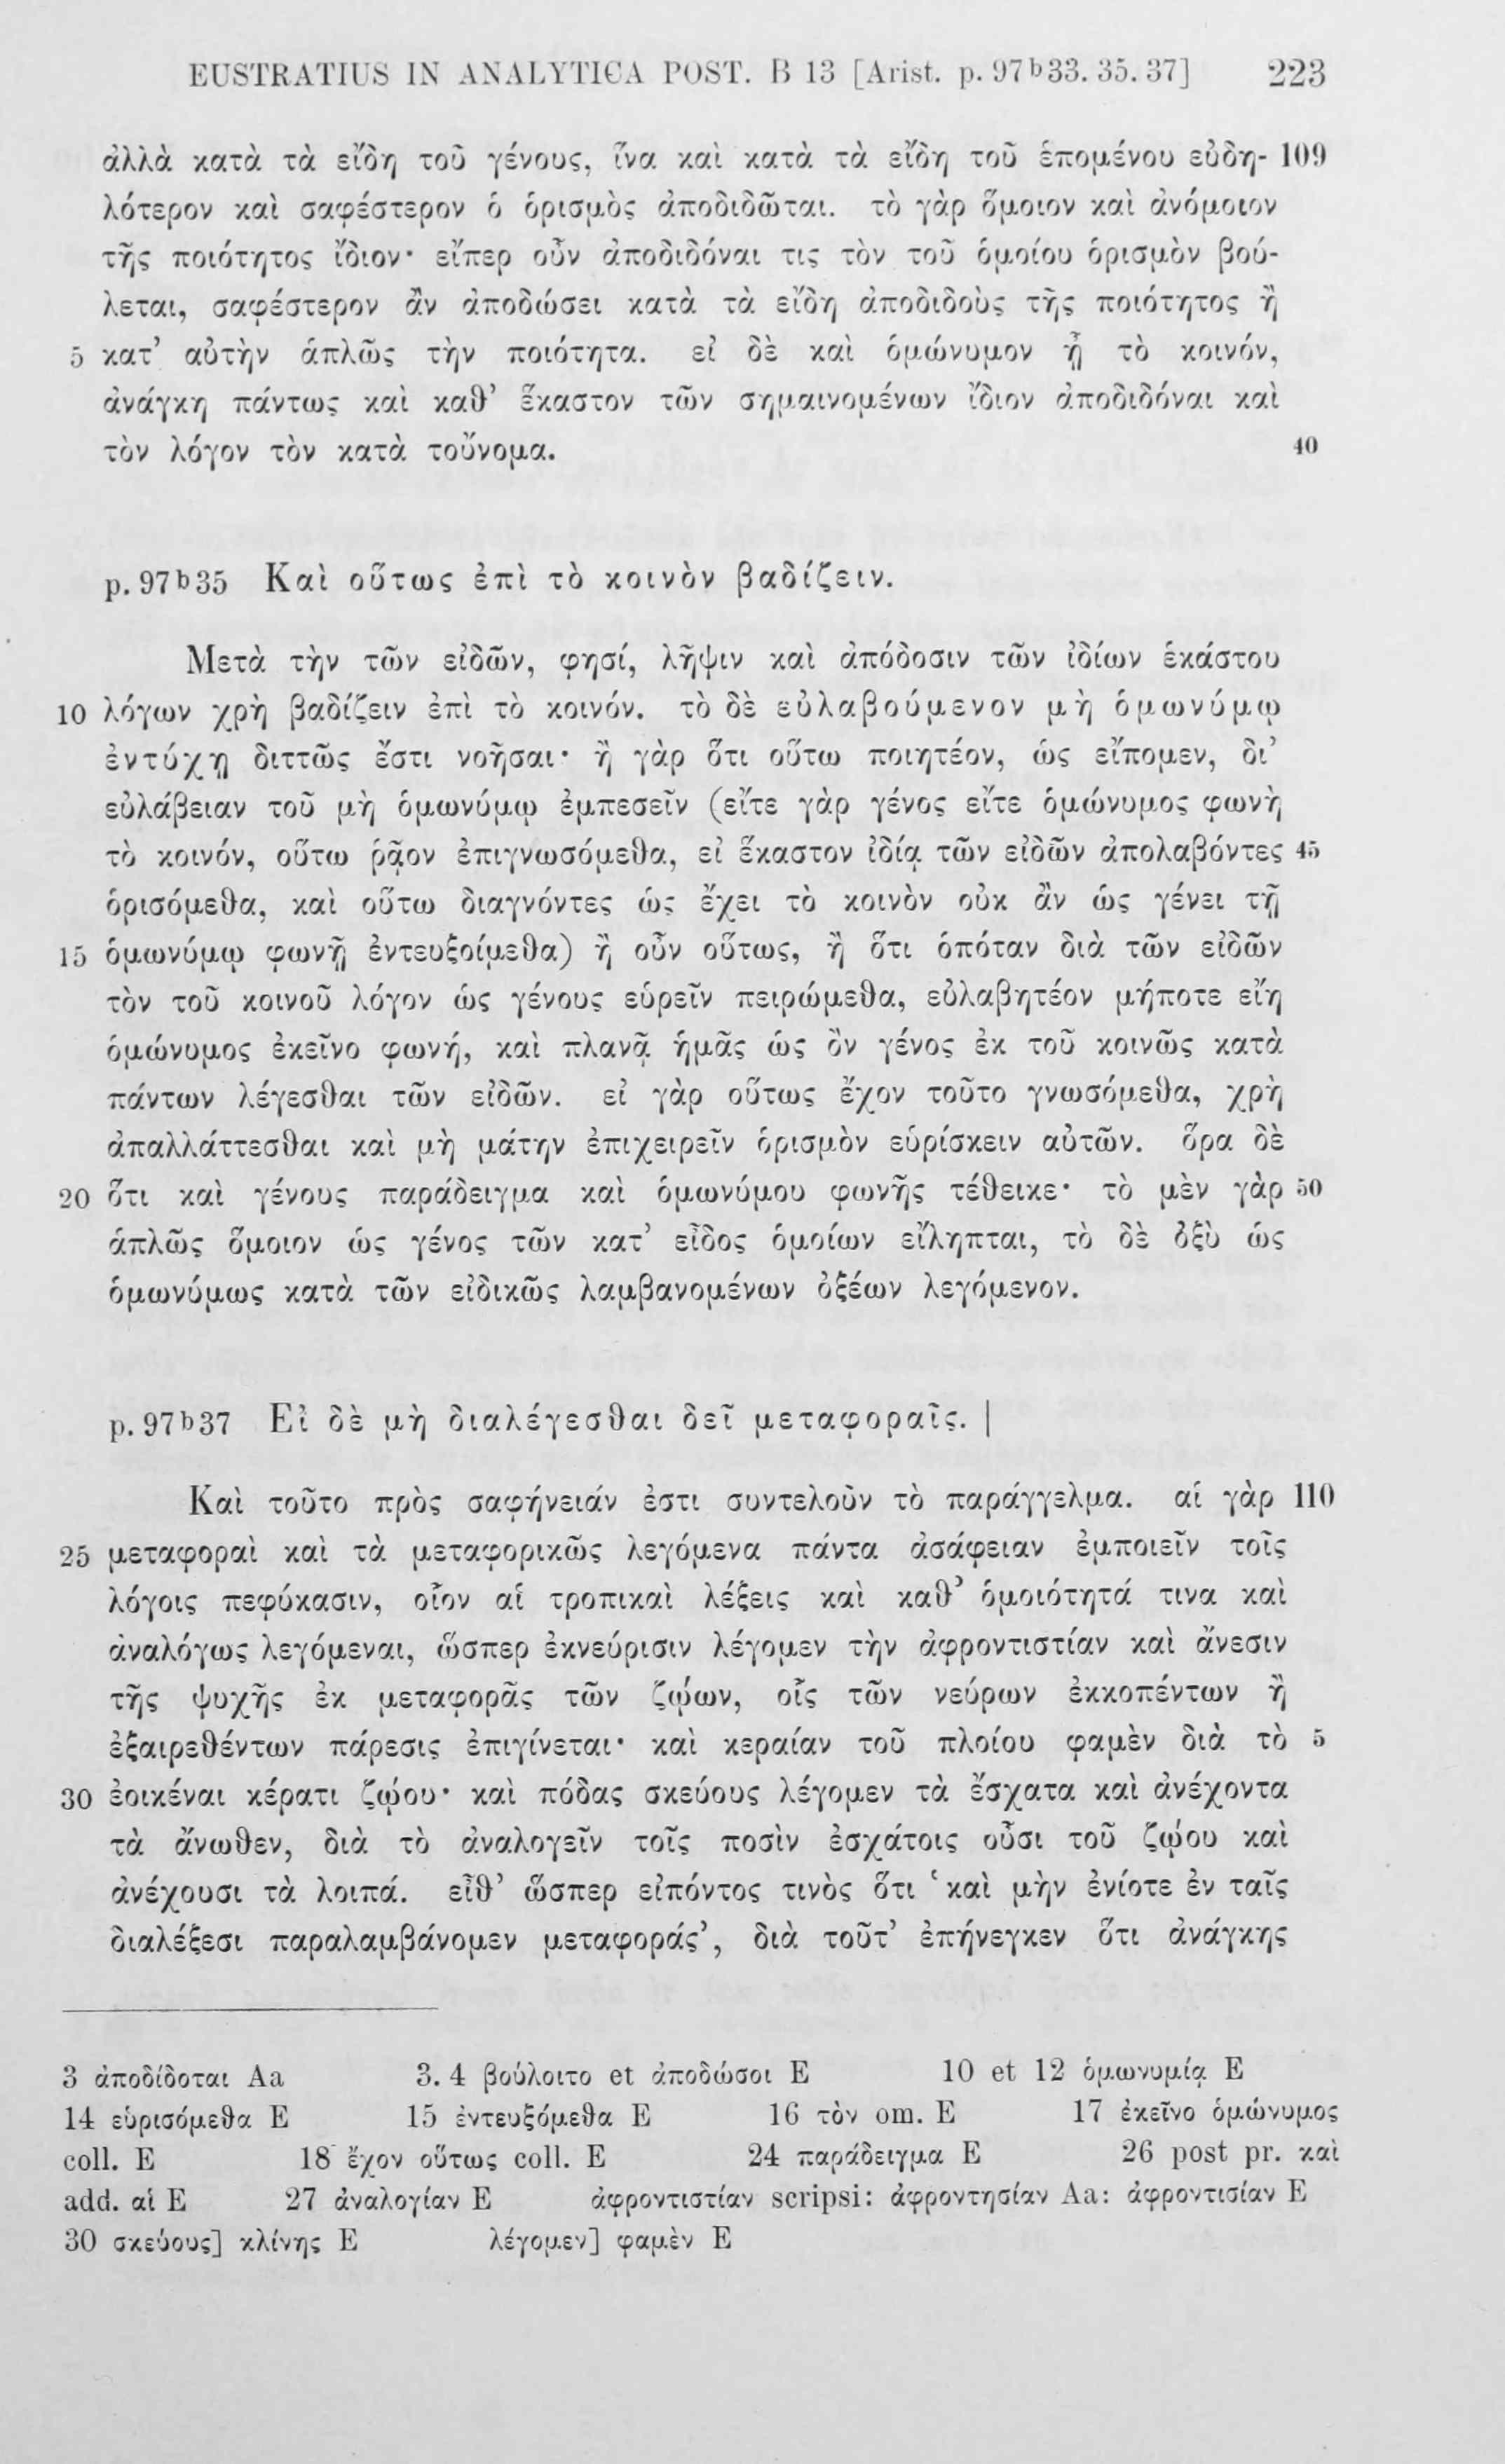 EUSTRATIUS IN ANALYTICA POST. B 13 [Arist. p. 97ᵇ33. 35. 37] 223
ἀλλὰ κατὰ τὰ εἴδη τοῦ γένους, ἵνα καὶ κατὰ τὰ εἴδη τοῦ ἑπομένου εὐδη- 109
λότερον καὶ σαφέστερον ὁ ὁρισμὸς ἀποδιδῶται. τὸ γὰρ ὅμοιον καὶ ἀνόμοιον
τῆς ποιότητος ἴδιον· εἴπερ οὖν ἀποδιδόναι τις τὸν τοῦ ὁμοίου ὁρισμὸν βού-
λεται, σαφέστερον ἂν ἀποδώσει κατὰ τὰ εἴδη ἀποδιδοὺς τῆς ποιότητος ἢ
5 κατ’ αὐτὴν ἁπλῶς τὴν ποιότητα. εἰ δὲ καὶ ὁμώνυμον ᾖ τὸ κοινόν,
ἀνάγκη πάντως καὶ καθ’ ἕκαστον τῶν σημαινομένων ἴδιον ἀποδιδόναι καὶ
τὸν λόγον τὸν κατὰ τοὔνομα. 40
p. 97ᵇ35 Καὶ οὕτως ἐπὶ τὸ κοινὸν βαδίζειν.
Μετὰ τὴν τῶν εἰδῶν, φησί, λῆψιν καὶ ἀπόδοσιν τῶν ἰδίων ἑκάστου
10 λόγων χρὴ βαδίζειν ἐπὶ τὸ κοινόν. τὸ δὲ εὐλαβούμενον μὴ ὁμωνύμῳ
ἐντύχῃ διττῶς ἔστι νοῆσαι· ἢ γὰρ ὅτι οὕτω ποιητέον, ὡς εἴπομεν, δι’
εὐλάβειαν τοῦ μὴ ὁμωνύμῳ ἐμπεσεῖν (εἴτε γὰρ γένος εἴτε ὁμώνυμος φωνὴ
τὸ κοινόν, οὕτω ῥᾷον ἐπιγνωσόμεθα, εἰ ἕκαστον ἰδίᾳ τῶν εἰδῶν ἀπολαβόντες 45
ὁρισόμεθα, καὶ οὕτω διαγνόντες ὡς ἔχει τὸ κοινὸν οὐκ ἂν ὡς γένει τῇ
15 ὁμωνύμῳ φωνῇ ἐντευξοίμεθα) ἢ οὖν οὕτως, ἢ ὅτι ὁπόταν διὰ τῶν εἰδῶν
τὸν τοῦ κοινοῦ λόγον ὡς γένους εὑρεῖν πειρώμεθα, εὐλαβητέον μήποτε εἴη
ὁμώνυμος ἐκεῖνο φωνή, καὶ πλανᾷ ἡμᾶς ὡς ὂν γένος ἐκ τοῦ κοινῶς κατὰ
πάντων λέγεσθαι τῶν εἰδῶν. εἰ γὰρ οὕτως ἔχον τοῦτο γνωσόμεθα, χρὴ
ἀπαλλάττεσθαι καὶ μὴ μάτην ἐπιχειρεῖν ὁρισμὸν εὑρίσκειν αὐτῶν. ὅρα δὲ
20 ὅτι καὶ γένους παράδειγμα καὶ ὁμωνύμου φωνῆς τέθεικε· τὸ μὲν γὰρ 50
ἁπλῶς ὅμοιον ὡς γένος τῶν κατ’ εἶδος ὁμοίων εἴληπται, τὸ δὲ ὀξὺ ὡς
ὁμωνύμως κατὰ τῶν εἰδικῶς λαμβανομένων ὀξέων λεγόμενον.
p. 97ᵇ37 Εἰ δὲ μὴ διαλέγεσθαι δεῖ μεταφοραῖς. |
Καὶ τοῦτο πρὸς σαφήνειάν ἐστι συντελοῦν τὸ παράγγελμα. αἱ γὰρ 110
25 μεταφοραὶ καὶ τὰ μεταφορικῶς λεγόμενα πάντα ἀσάφειαν ἐμποιεῖν τοῖς
λόγοις πεφύκασιν, οἷον αἱ τροπικαὶ λέξεις καὶ καθ’ ὁμοιότητά τινα καὶ
ἀναλόγως λεγόμεναι, ὥσπερ ἐκνεύρισιν λέγομεν τὴν ἀφροντιστίαν καὶ ἄνεσιν
τῆς ψυχῆς ἐκ μεταφορᾶς τῶν ζῴων, οἷς τῶν νεύρων ἐκκοπέντων ἢ
ἐξαιρεθέντων πάρεσις ἐπιγίνεται· καὶ κεραίαν τοῦ πλοίου φαμὲν διὰ τὸ 5
30 ἐοικέναι κέρατι ζῴου· καὶ πόδας σκεύους λέγομεν τὰ ἔσχατα καὶ ἀνέχοντα
τὰ ἄνωθεν, διὰ τὸ ἀναλογεῖν τοῖς ποσὶν ἐσχάτοις οὖσι τοῦ ζῴου καὶ
ἀνέχουσι τὰ λοιπά. εἶθ’ ὥσπερ εἰπόντος τινὸς ὅτι ‘καὶ μὴν ἐνίοτε ἐν ταῖς
διαλέξεσι παραλαμβάνομεν μεταφοράς’, διὰ τοῦτ’ ἐπήνεγκεν ὅτι ἀνάγκης
3 ἀποδίδοται Aa 3. 4 βούλοιτο et ἀποδώσοι E 10 et 12 ὁμωνυμίᾳ E
14 εὑρισόμεθα E 15 ἐντευξόμεθα E 16 τὸν om. E 17 ἐκεῖνο ὁμώνυμος
coll. E 18 ἔχον οὕτως coll. E 24 παράδειγμα E 26 post pr. καὶ
add. αἱ E 27 ἀναλογίαν E ἀφροντιστίαν scripsi: ἀφροντησίαν Aa: ἀφροντισίαν E
30 σκεύους] κλίνης E λέγομεν] φαμὲν E